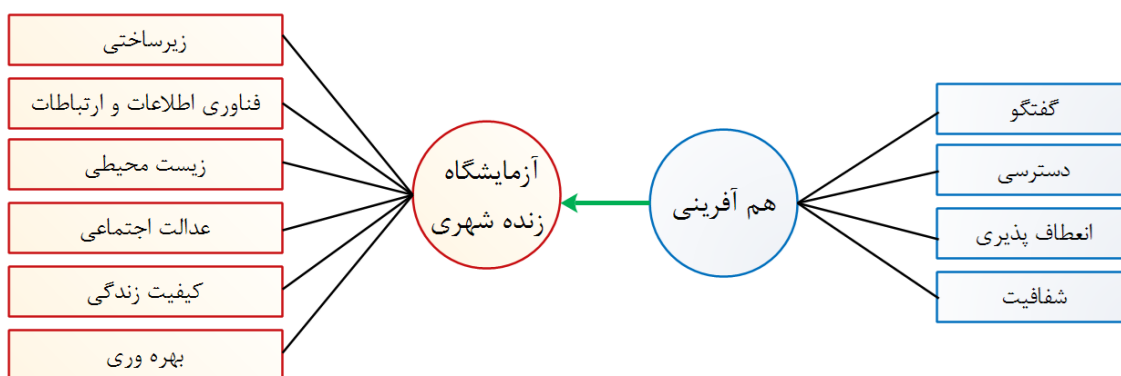 گفتگو
دسترسی
انعطاف پذیری
شفافیت
هم آفرینی
آزمایشگاه
زنده شهری
زیرساختی
فناوری اطلاعات و ارتباطات
زیست محیطی
عدالت اجتماعی
کیفیت زندگی
بهره وری